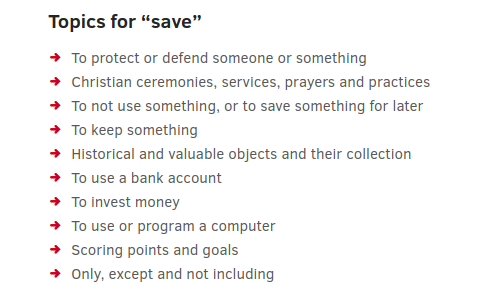 Topics for “save”
To protect or defend someone or something
Christian ceremonies, services, prayers and practices
To not use something, or to save something for later
To keep something
Historical and valuable objects and their collection
To use a bank account
To invest money
To use or program a computer
Scoring points and goals
Only, except and not including